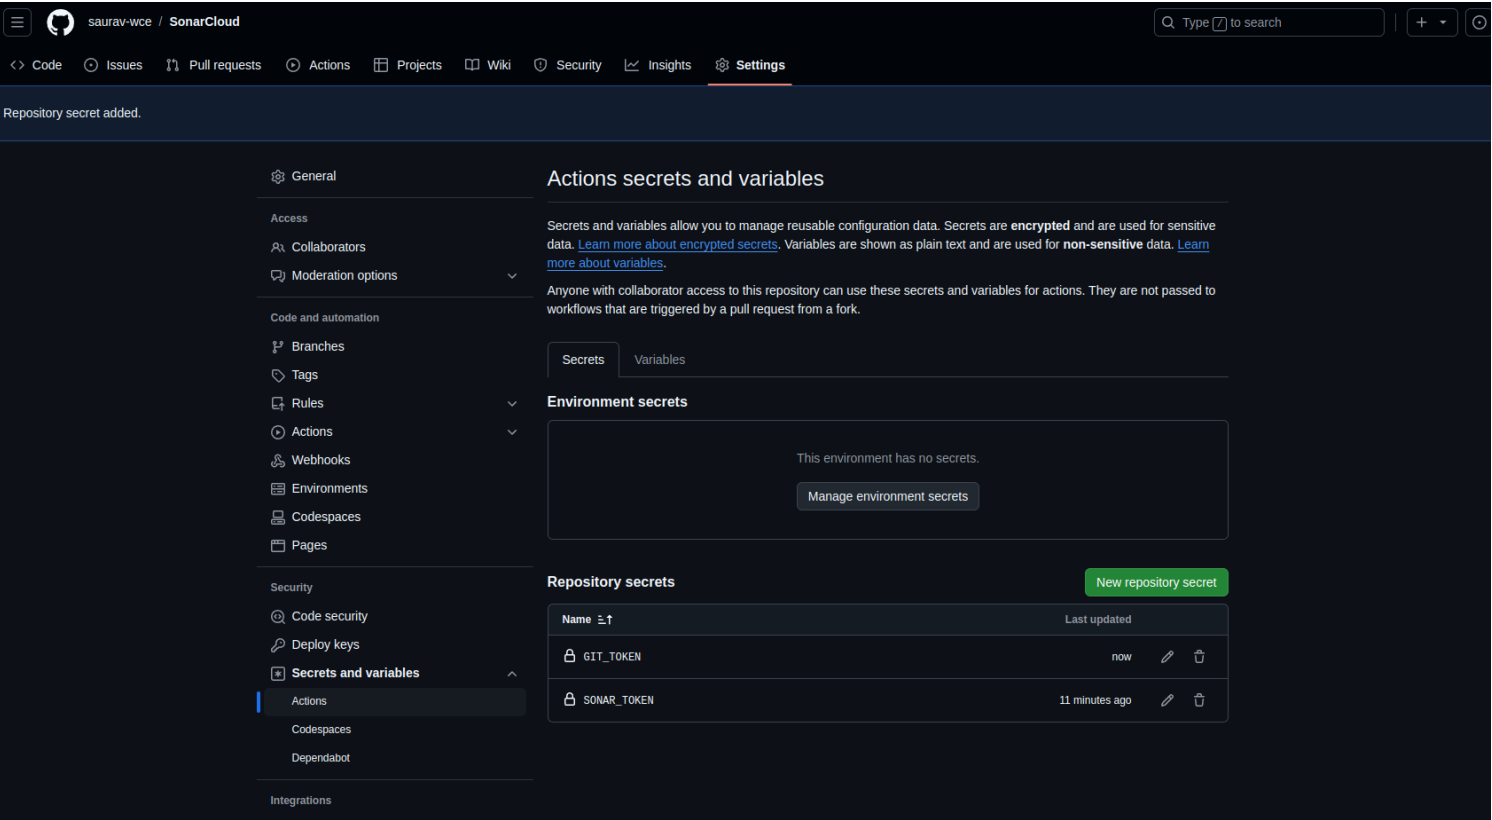 saurav-wce / SonarCloud
Type / to search
Code Issues Pull requests Actions Projects Wiki Security Insights Settings
Repository secret added.
General
Access
Collaborators
Moderation options
Code and automation
Branches
Tags
Rules
Actions
Webhooks
Environments
Codespaces
Pages
Security
Code security
Deploy keys
Secrets and variables
Actions
Codespaces
Dependabot
Integrations
Actions secrets and variables
Secrets and variables allow you to manage reusable configuration data. Secrets are encrypted and are used for sensitive
data. Learn more about encrypted secrets. Variables are shown as plain text and are used for non-sensitive data. Learn
more about variables.
Anyone with collaborator access to this repository can use these secrets and variables for actions. They are not passed to
workflows that are triggered by a pull request from a fork.
Secrets Variables
Environment secrets
This environment has no secrets.
Manage environment secrets
Repository secrets
New repository secret
Name Last updated
GIT_TOKEN now
SONAR_TOKEN 11 minutes ago